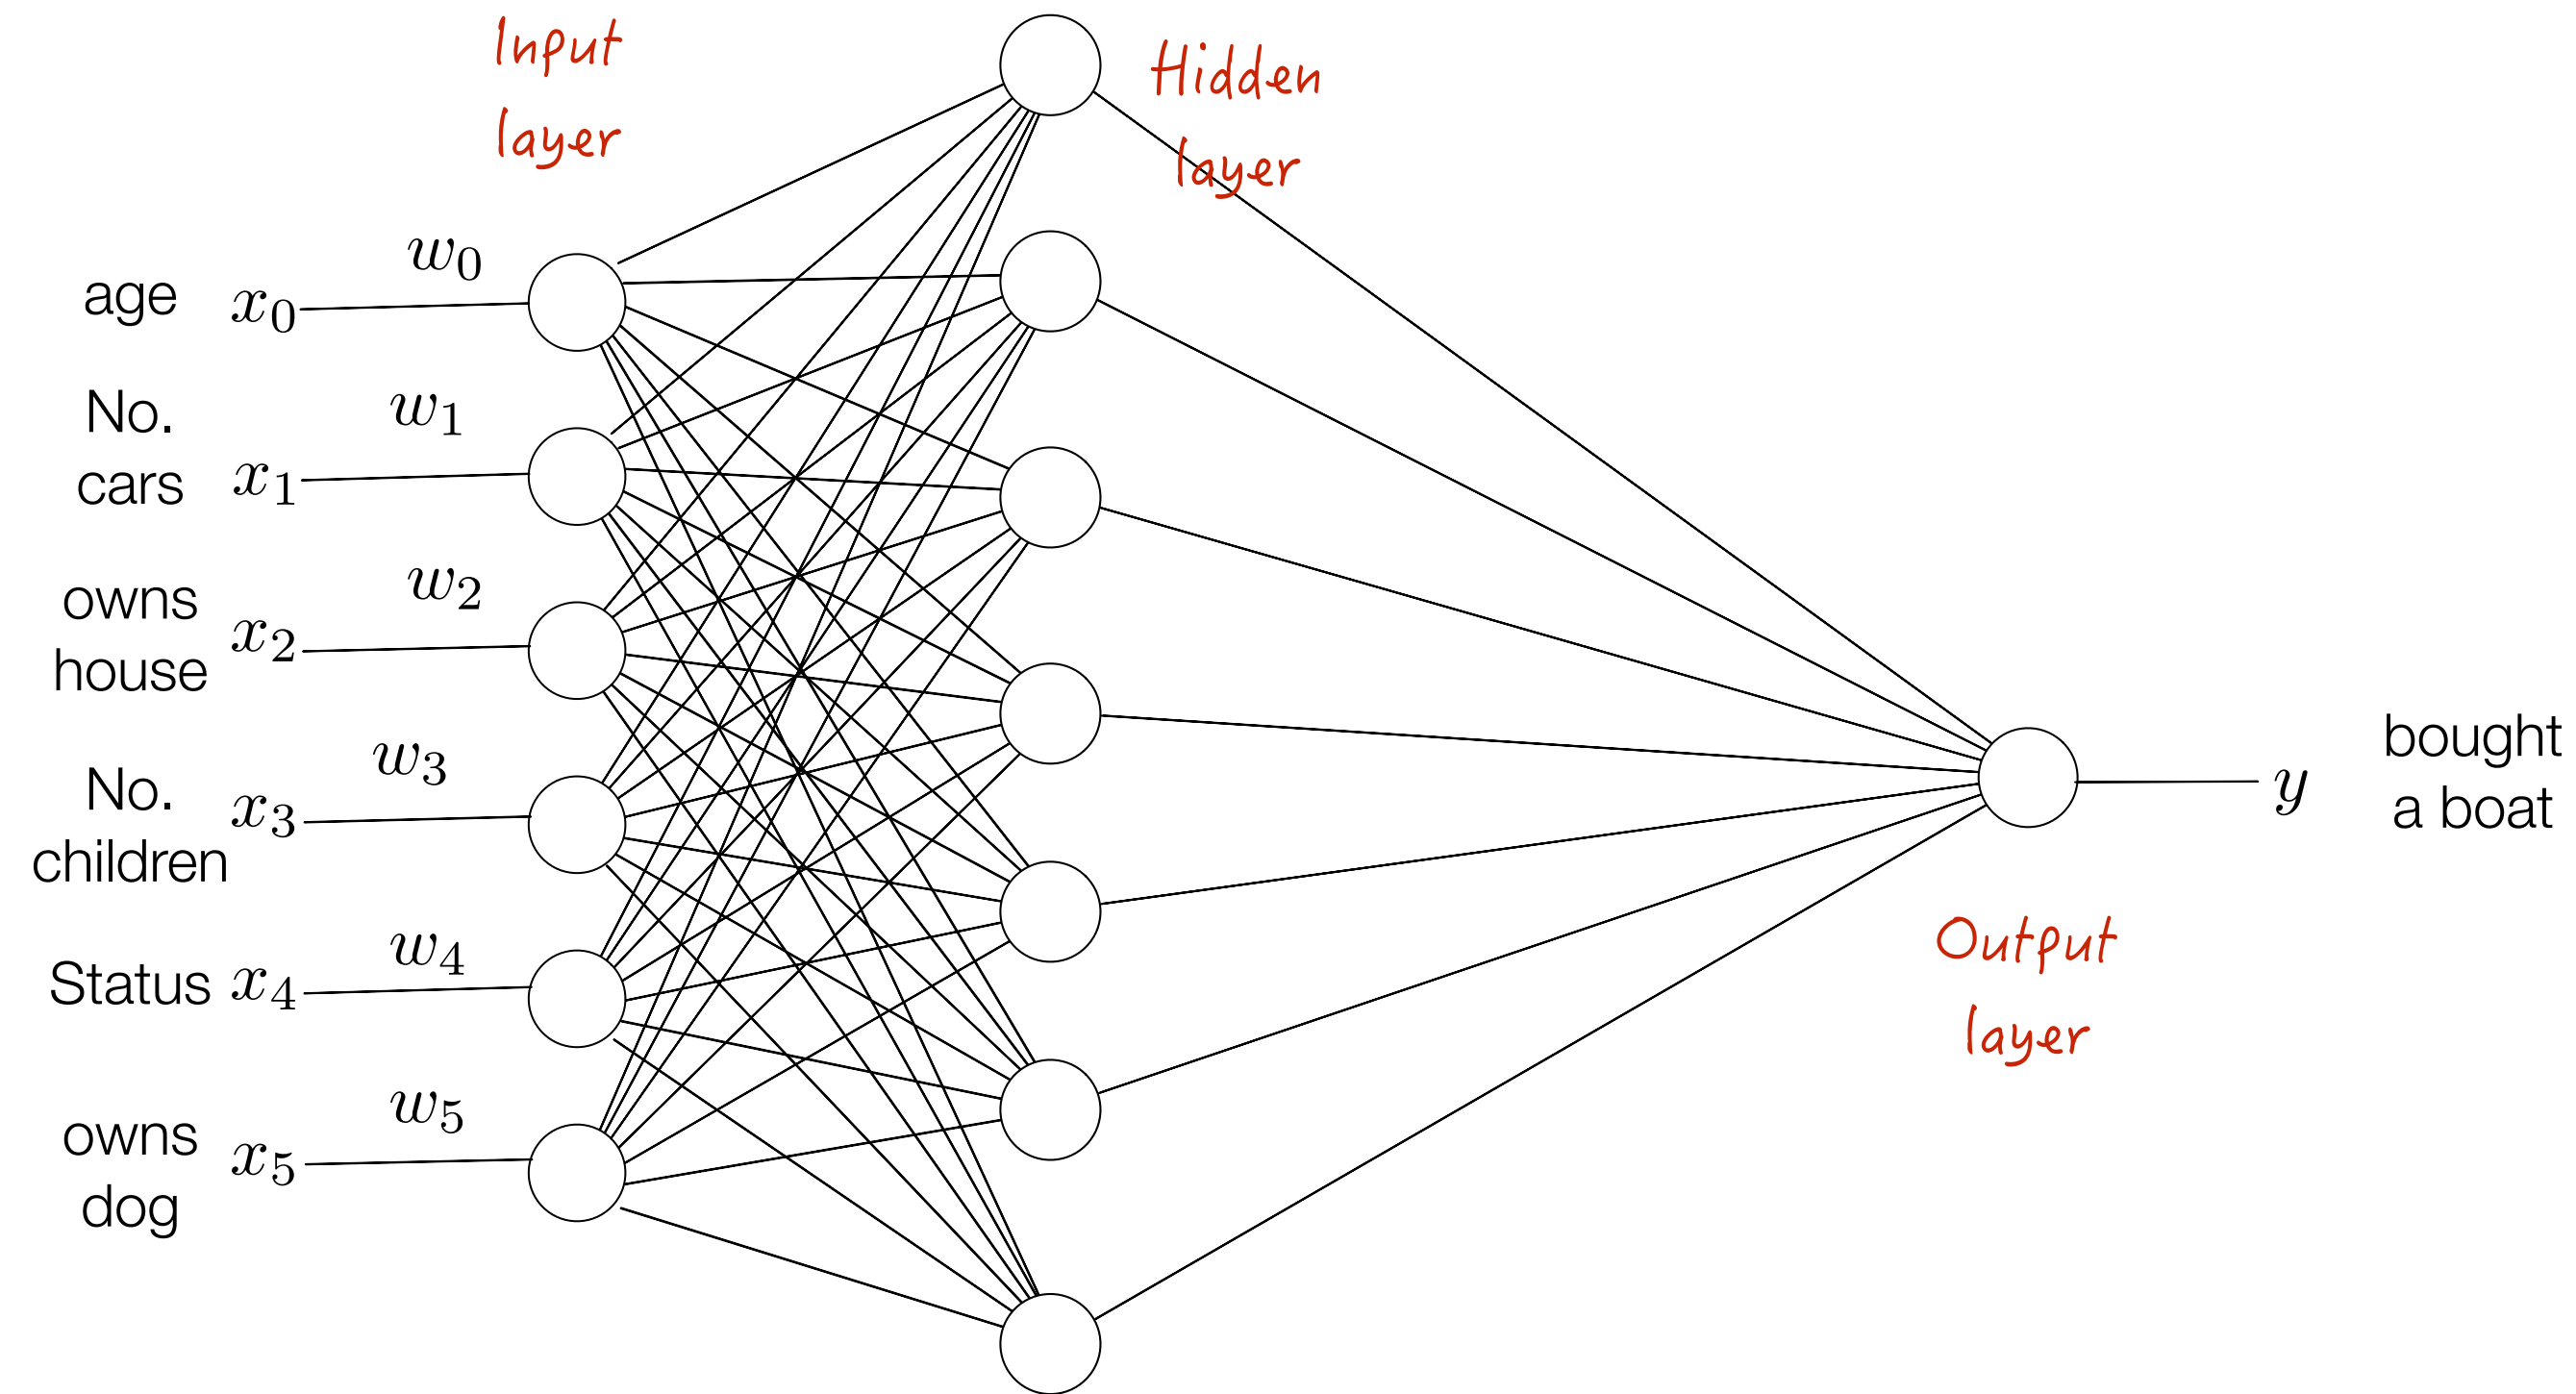 Input
layer
Hidden
layer
age x₀ w₀
No.
cars x₁ w₁
owns
house x₂ w₂
No.
children x₃ w₃
Status x₄ w₄
owns
dog x₅ w₅
y bought
a boat
Output
layer